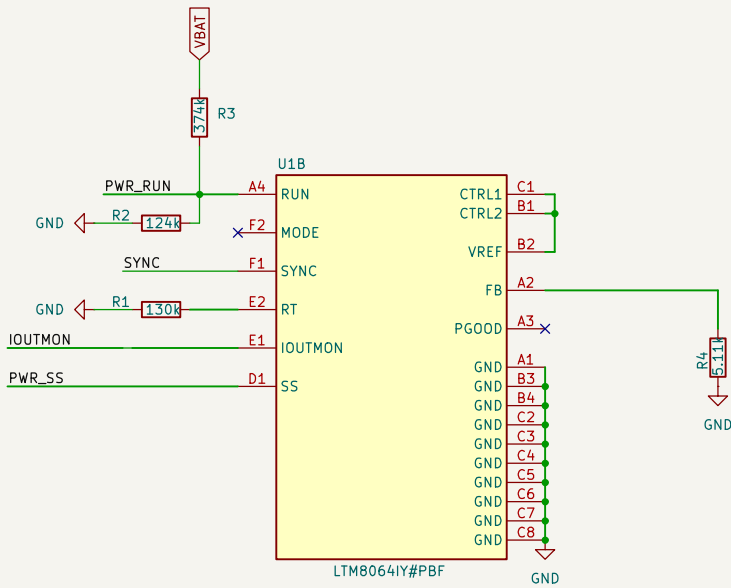 VBAT
374k
R3
U1B
PWR_RUN
A4
RUN
CTRL1
C1
R2
GND
124k
CTRL2
B1
F2
MODE
VREF
B2
SYNC
F1
SYNC
FB
A2
R1
GND
130k
E2
RT
PGOOD
A3
IOUTMON
E1
IOUTMON
R4
5.11k
GND
A1
PWR_SS
D1
SS
GND
B3
GND
B4
GND
GND
C2
GND
C3
GND
C4
GND
C5
GND
C6
GND
C7
GND
C8
LTM8064IY#PBF
GND